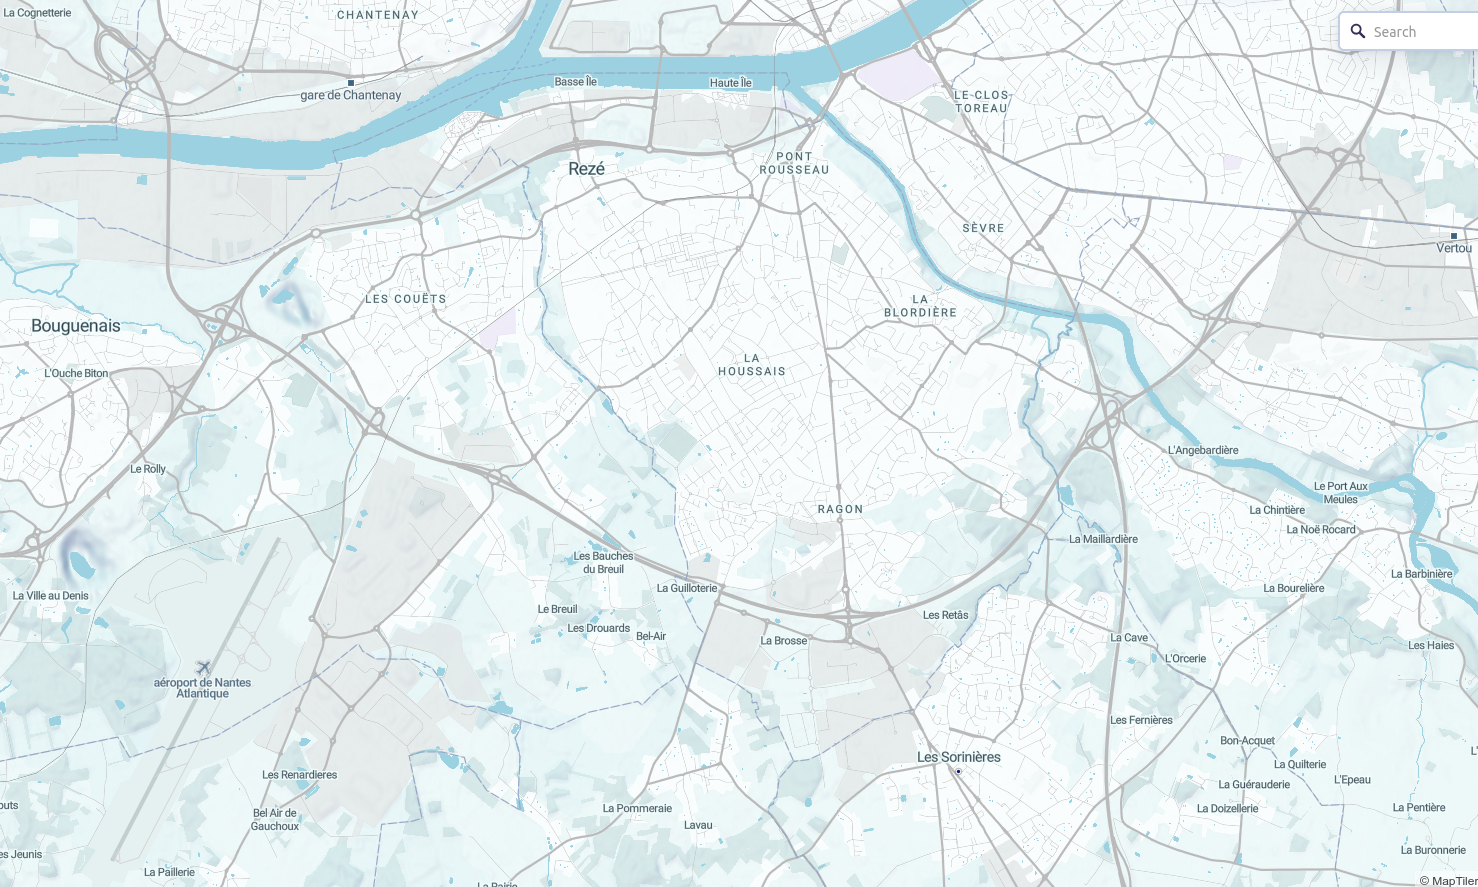 La Cognetterie
CHANTENAY
Search
gare de Chantenay
Basse Île
Haute Île
LE CLOS
TOREAU
Rezé
PONT
ROUSSEAU
SÈVRE
Vertou
LES COUËTS
LA
BLORDIÈRE
Bouguenais
L'Ouche Biton
LA
HOUSSAIS
Le Rolly
L'Angebardière
Le Port Aux
Meules
La Chintière
RAGON
La Noë Rocard
La Maillardière
Les Bauches
du Breuil
La Guilloterie
La Barbinière
La Bourelière
La Ville au Denis
Le Breuil
Les Drouards
Bel-Air
Les Retâs
La Brosse
La Cave
Les Haies
L'Orcerie
aéroport de Nantes
Atlantique
Les Fernières
Bon-Acquet
Les Sorinières
La Quilterie
Les Renardieres
La Guérauderie
L'Epeau
La Pommeraie
La Doizellerie
La Pentière
Bel Air de
Gauchoux
Lavau
La Buronnerie
es Jeunis
La Paillerie
© MapTiler